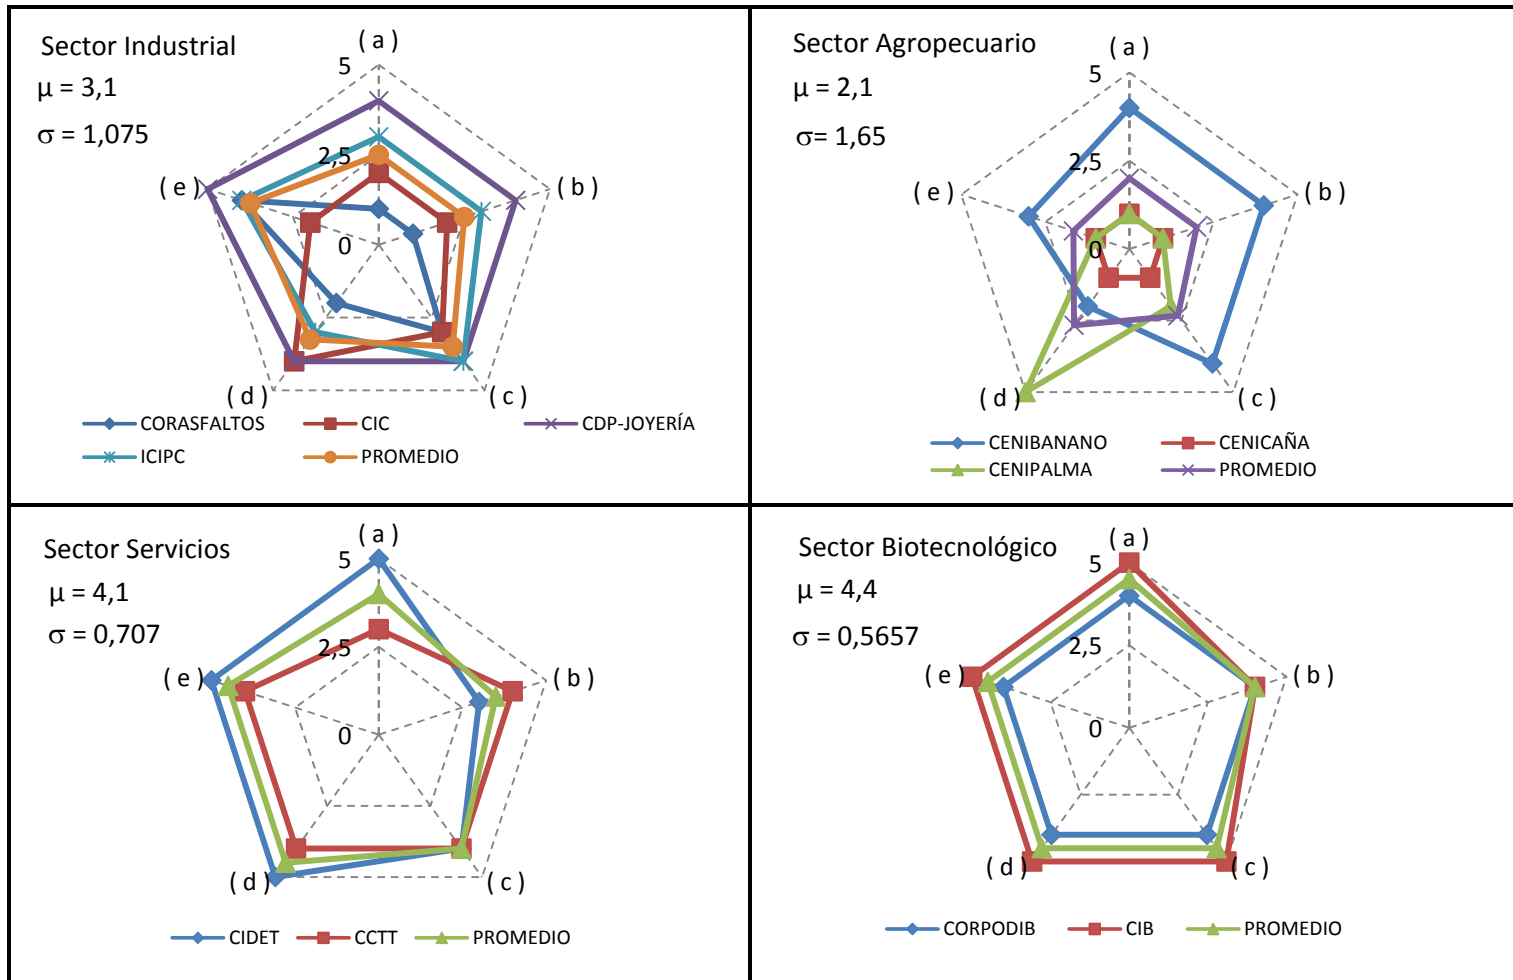 Sector Industrial
μ = 3,1
σ = 1,075
( a )
5
2,5
0
( b )
( c )
( d )
( e )
CORASFALTOS
CIC
CDP-JOYERÍA
ICIPC
PROMEDIO
Sector Agropecuario
μ = 2,1
σ= 1,65
( a )
5
2,5
0
( b )
( c )
( d )
( e )
CENIBANANO
CENICAÑA
CENIPALMA
PROMEDIO
Sector Servicios
μ = 4,1
σ = 0,707
( a )
5
2,5
0
( b )
( c )
( d )
( e )
CIDET
CCTT
PROMEDIO
Sector Biotecnológico
μ = 4,4
σ = 0,5657
( a )
5
2,5
0
( b )
( c )
( d )
( e )
CORPODIB
CIB
PROMEDIO